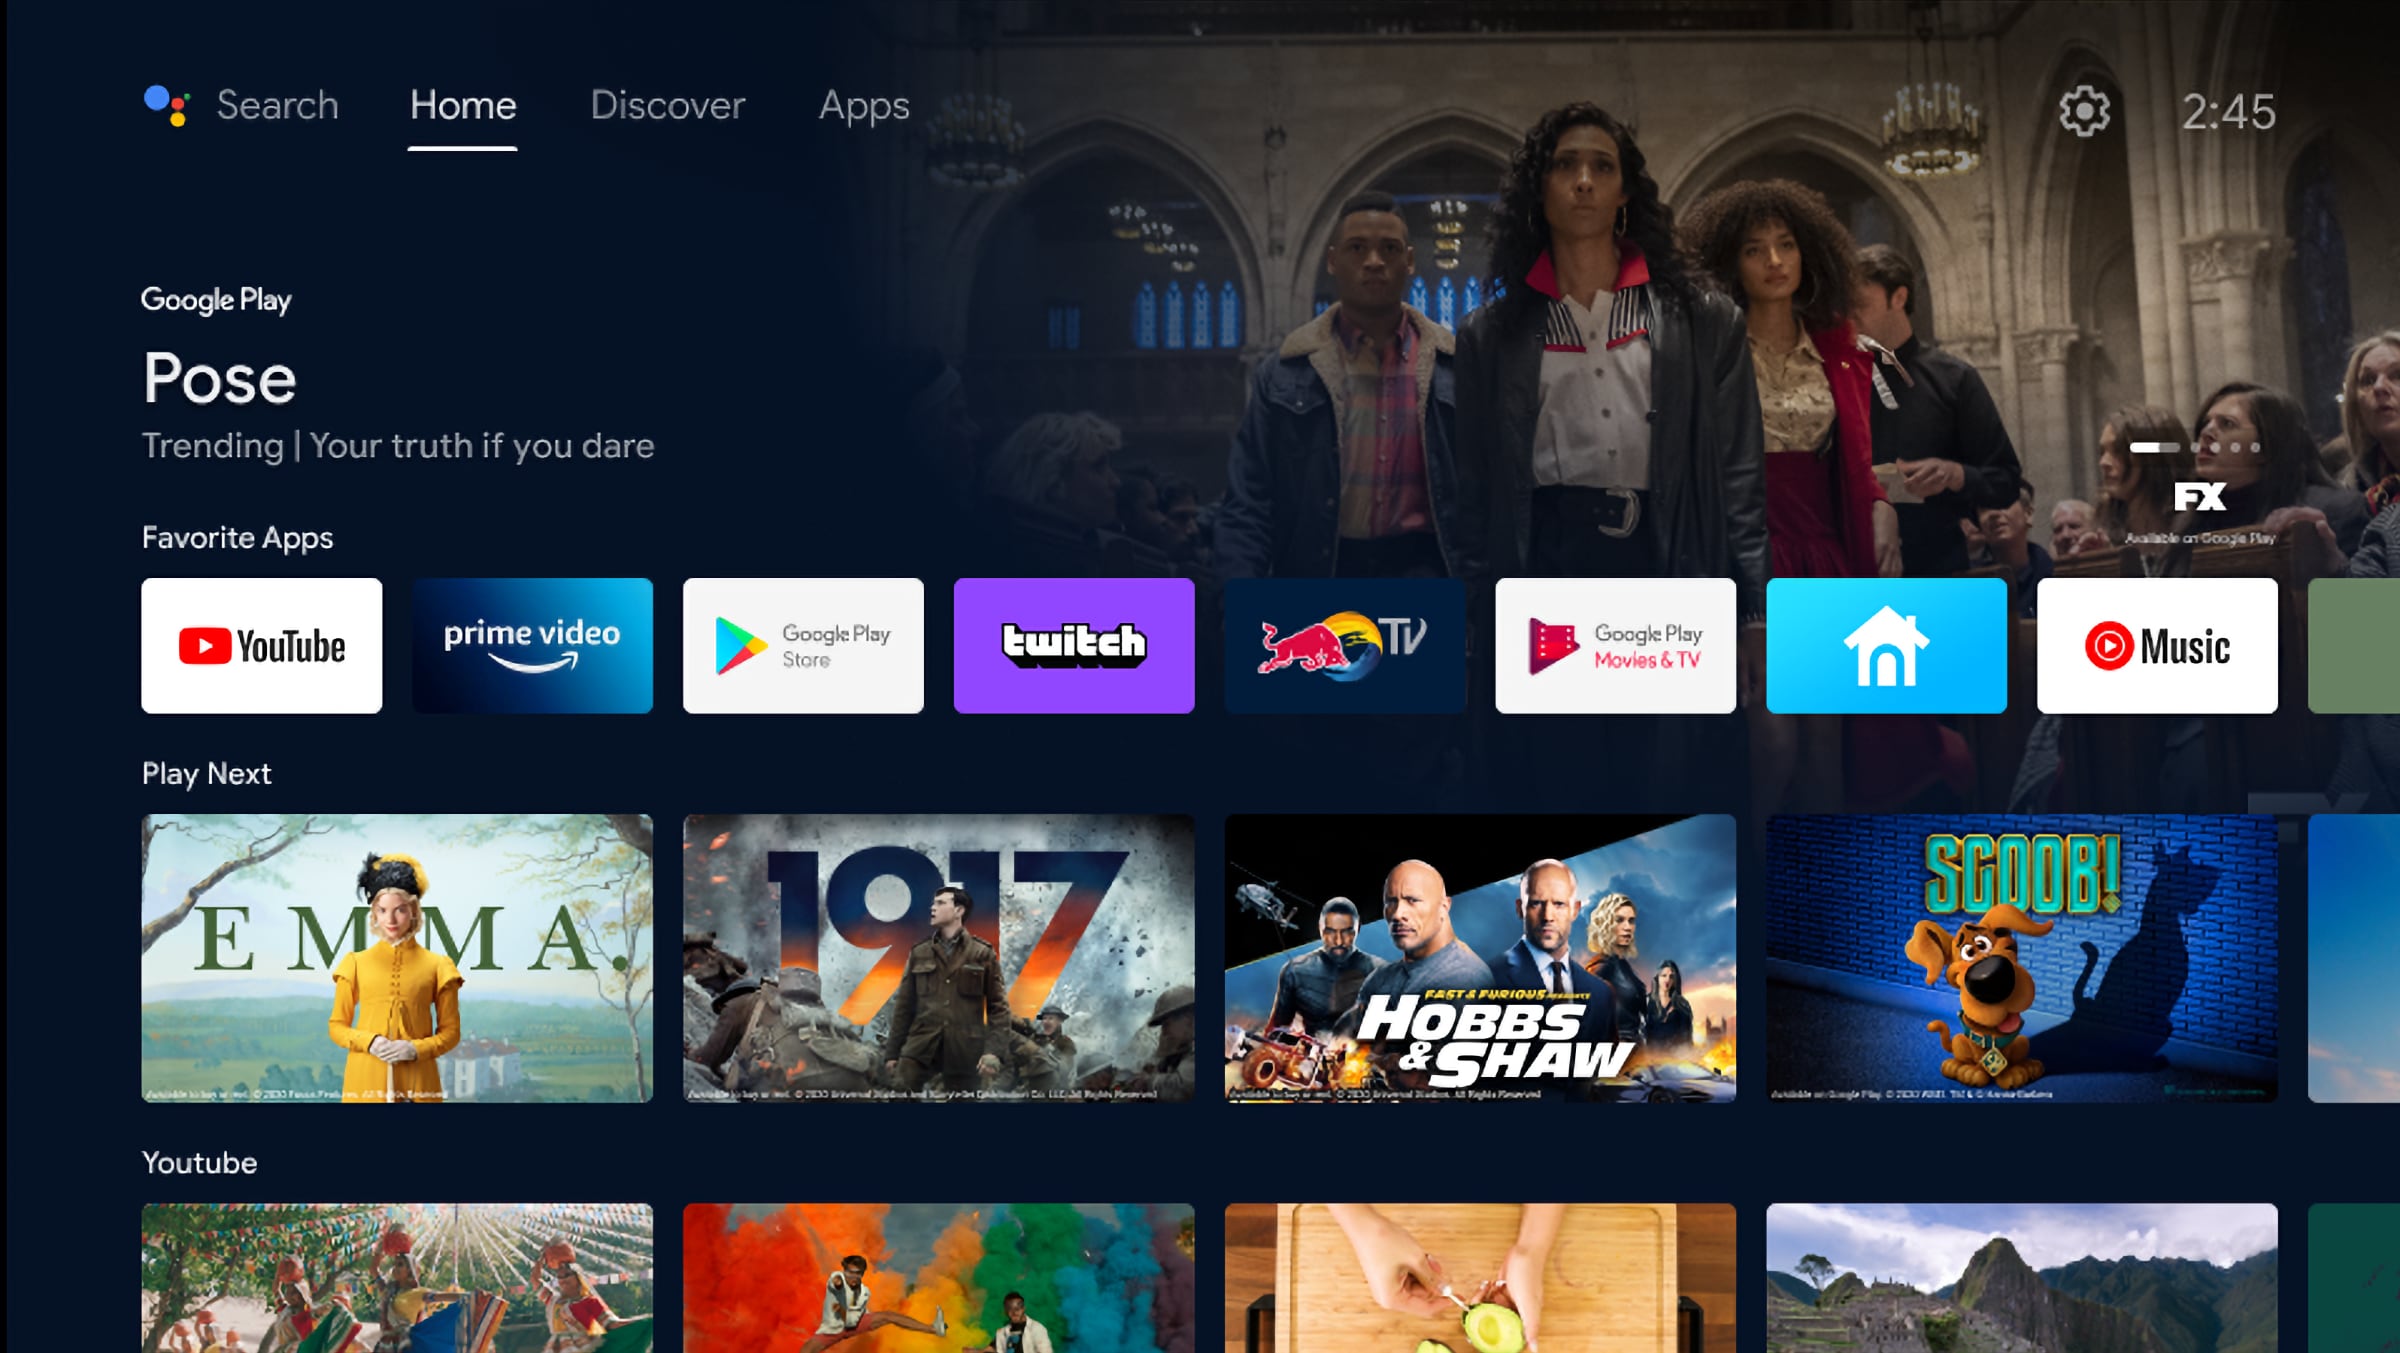 Search Home Discover Apps 2:45
Google Play
Pose
Trending | Your truth if you dare
FX
Available on Google Play
Favorite Apps
YouTube
prime video
Google Play
Store
twitch
TV
Google Play
Movies & TV
Music
Play Next
EMMA.
1917
FAST & FURIOUS PRESENTS
HOBBS
& SHAW
SCOOB!
Youtube